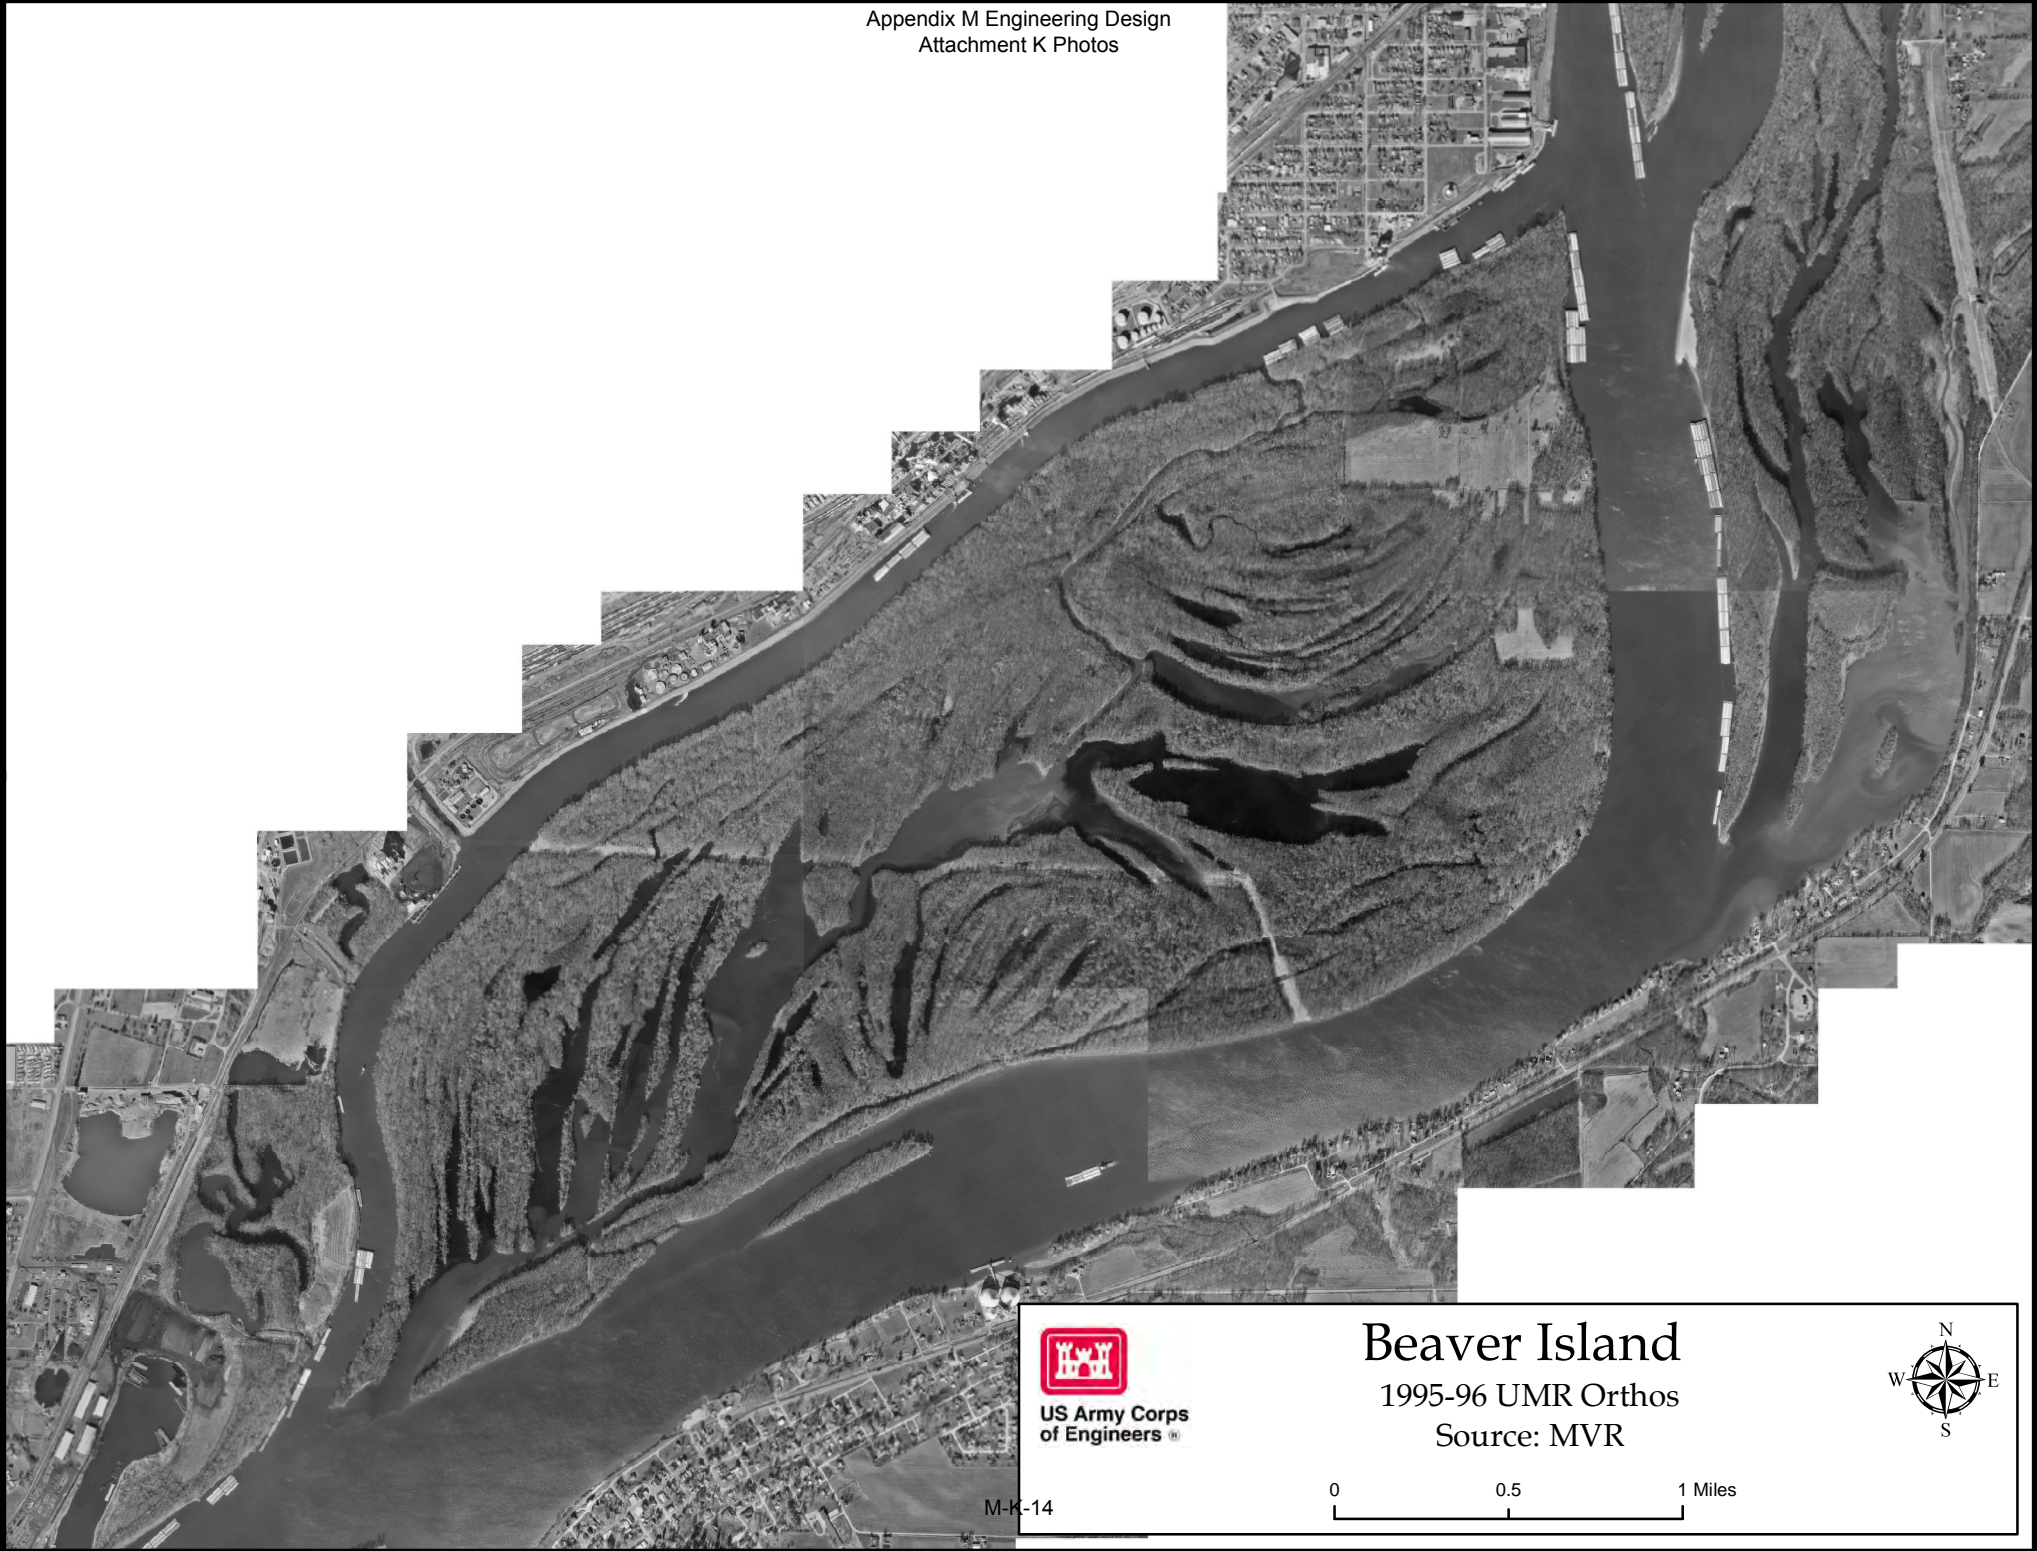 Appendix M Engineering Design
Attachment K Photos
US Army Corps
of Engineers ®
Beaver Island
1995-96 UMR Orthos
Source: MVR
N
W
E
S
0
0.5
1 Miles
M-K-14